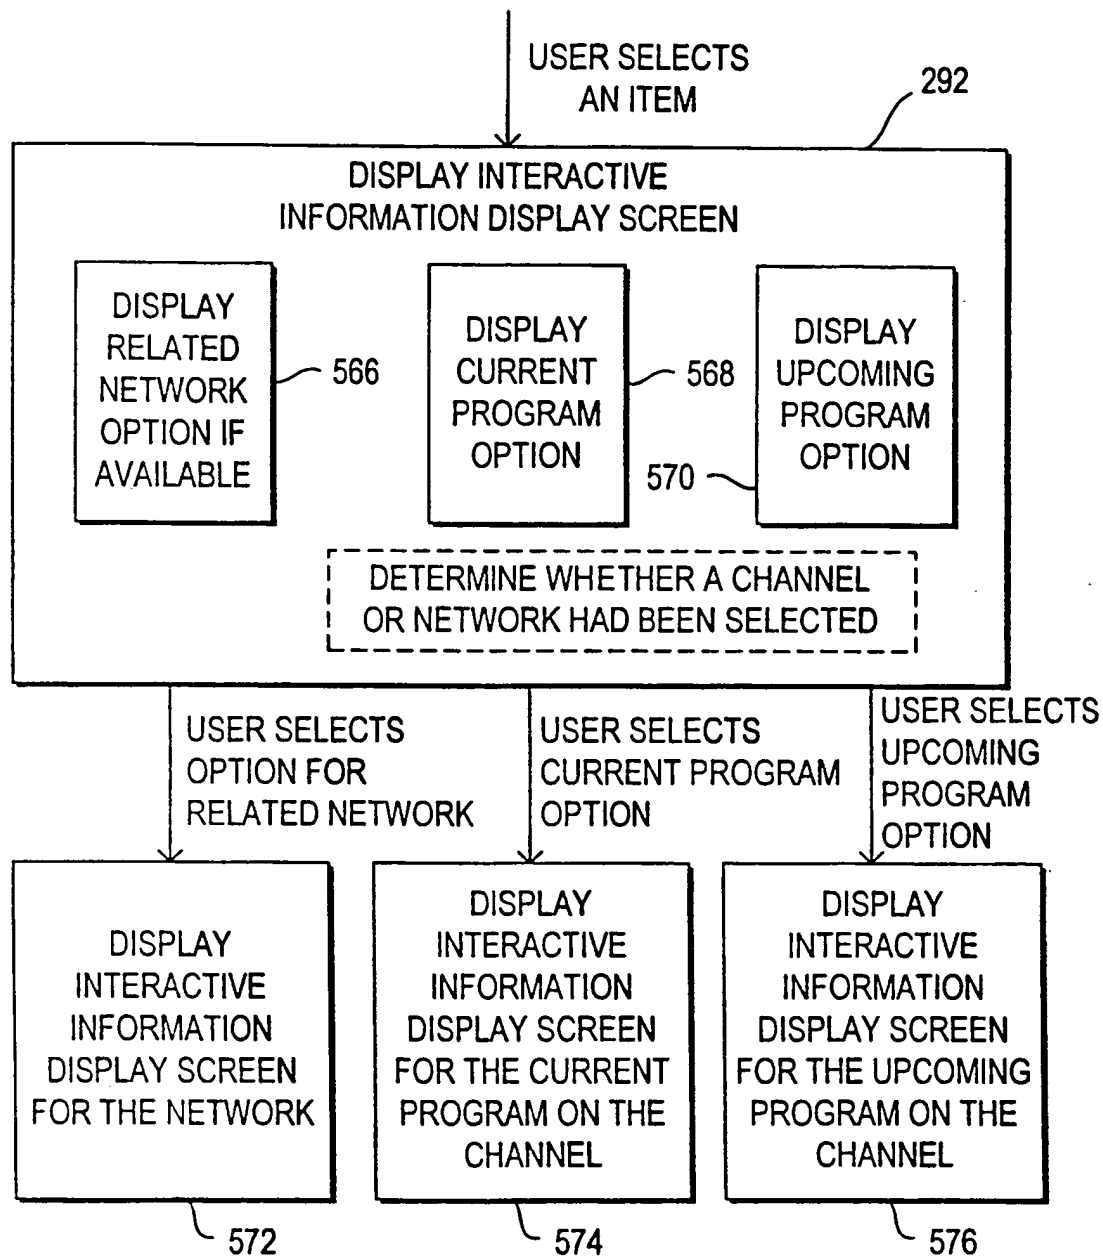 USER SELECTS
AN ITEM
292
DISPLAY INTERACTIVE
INFORMATION DISPLAY SCREEN
DISPLAY
RELATED
NETWORK
OPTION IF
AVAILABLE
566
DISPLAY
CURRENT
PROGRAM
OPTION
568
DISPLAY
UPCOMING
PROGRAM
OPTION
570
DETERMINE WHETHER A CHANNEL
OR NETWORK HAD BEEN SELECTED
USER SELECTS
OPTION FOR
RELATED NETWORK
USER SELECTS
CURRENT PROGRAM
OPTION
USER SELECTS
UPCOMING
PROGRAM
OPTION
DISPLAY
INTERACTIVE
INFORMATION
DISPLAY SCREEN
FOR THE NETWORK
572
DISPLAY
INTERACTIVE
INFORMATION
DISPLAY SCREEN
FOR THE CURRENT
PROGRAM ON THE
CHANNEL
574
DISPLAY
INTERACTIVE
INFORMATION
DISPLAY SCREEN
FOR THE UPCOMING
PROGRAM ON THE
CHANNEL
576